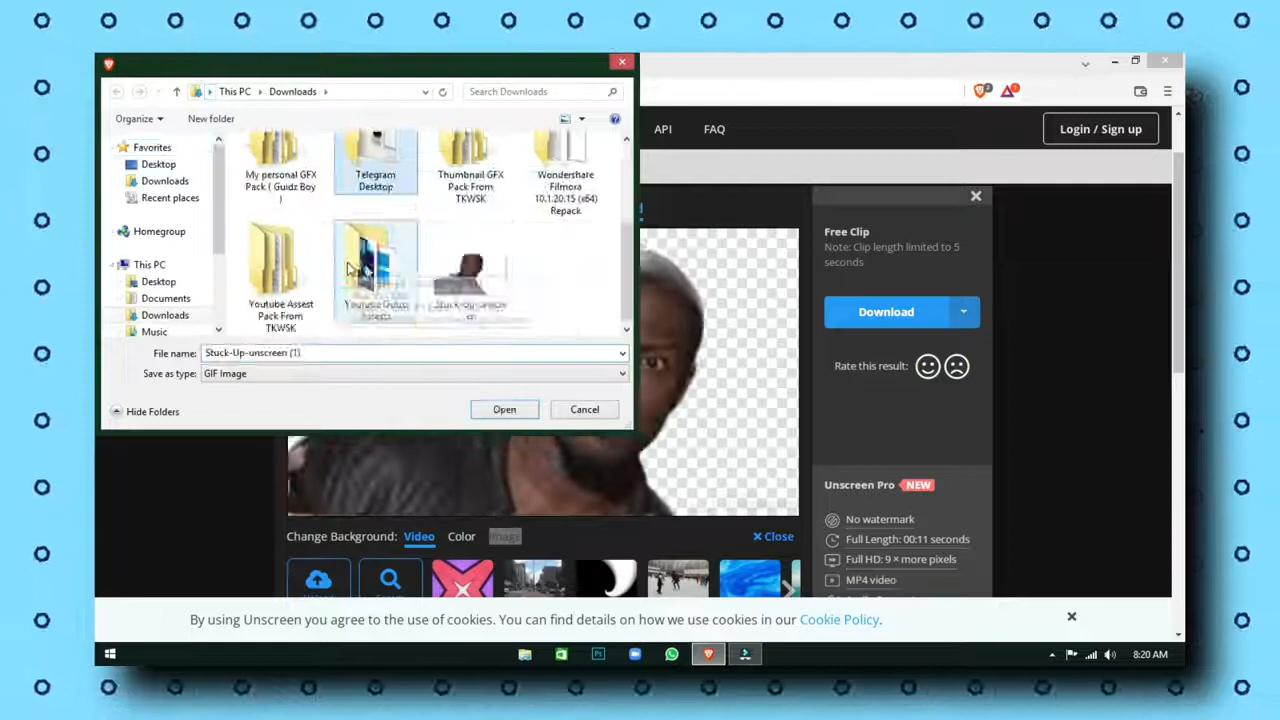 This PC
Downloads
Search Downloads
Organize
New folder
Favorites
Desktop
Downloads
Recent places
Homegroup
This PC
Desktop
Documents
Downloads
Music
My personal GFX
Pack ( Guidz Boy
)
Telegram
Desktop
Thumbnail GFX
Pack From
TKWSK
Wondershare
Filmora
10.1.20.15 (x64)
Repack
Youtube Assest
Pack From
TKWSK
File name:
Stuck-Up-unscreen (1)
Save as type:
GIF Image
Hide Folders
Open
Cancel
API
FAQ
Login / Sign up
Free Clip
Note: Clip length limited to 5
seconds
Download
Rate this result:
Unscreen Pro
NEW
No watermark
Full Length: 00:11 seconds
Full HD: 9 × more pixels
MP4 video
Change Background:
Video
Color
Image
Close
By using Unscreen you agree to the use of cookies. You can find details on how we use cookies in our Cookie Policy.
Ps
8:20 AM